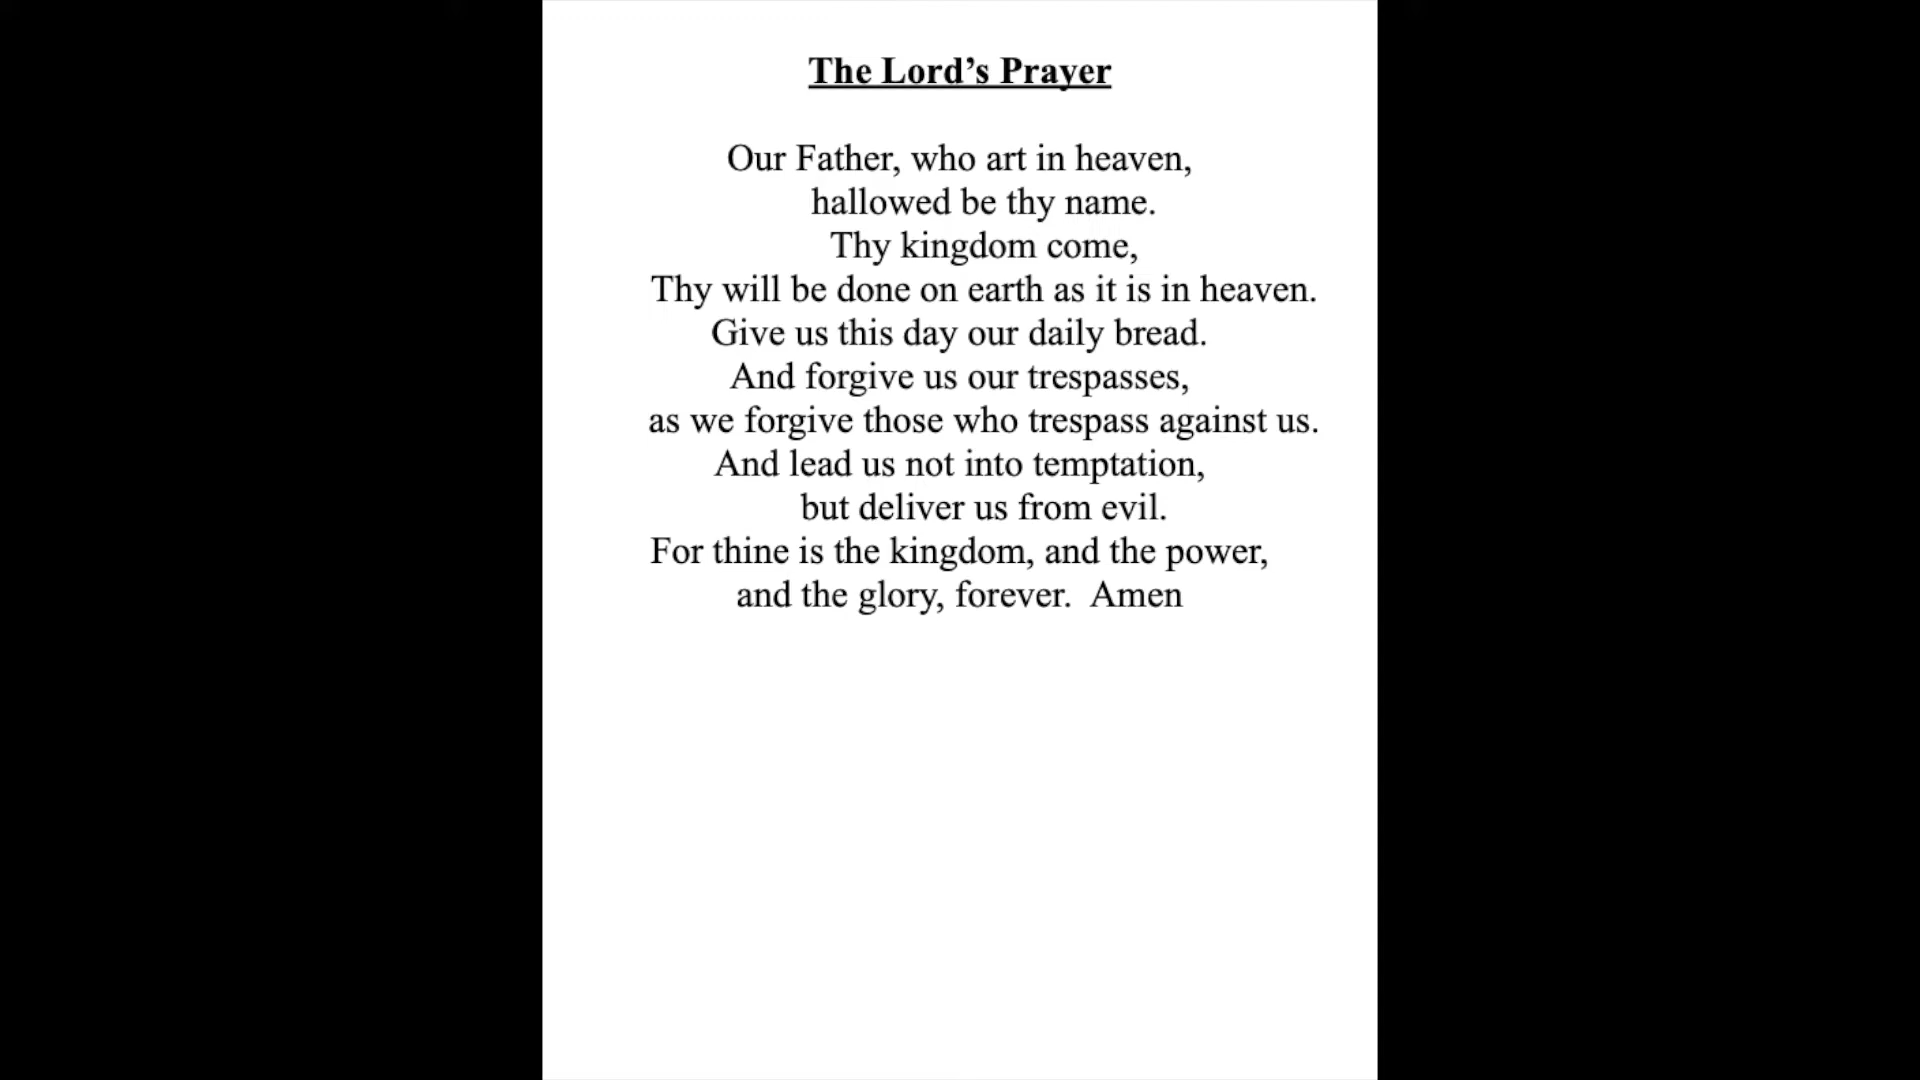 The Lord’s Prayer
Our Father, who art in heaven,
hallowed be thy name.
Thy kingdom come,
Thy will be done on earth as it is in heaven.
Give us this day our daily bread.
And forgive us our trespasses,
as we forgive those who trespass against us.
And lead us not into temptation,
but deliver us from evil.
For thine is the kingdom, and the power,
and the glory, forever.  Amen